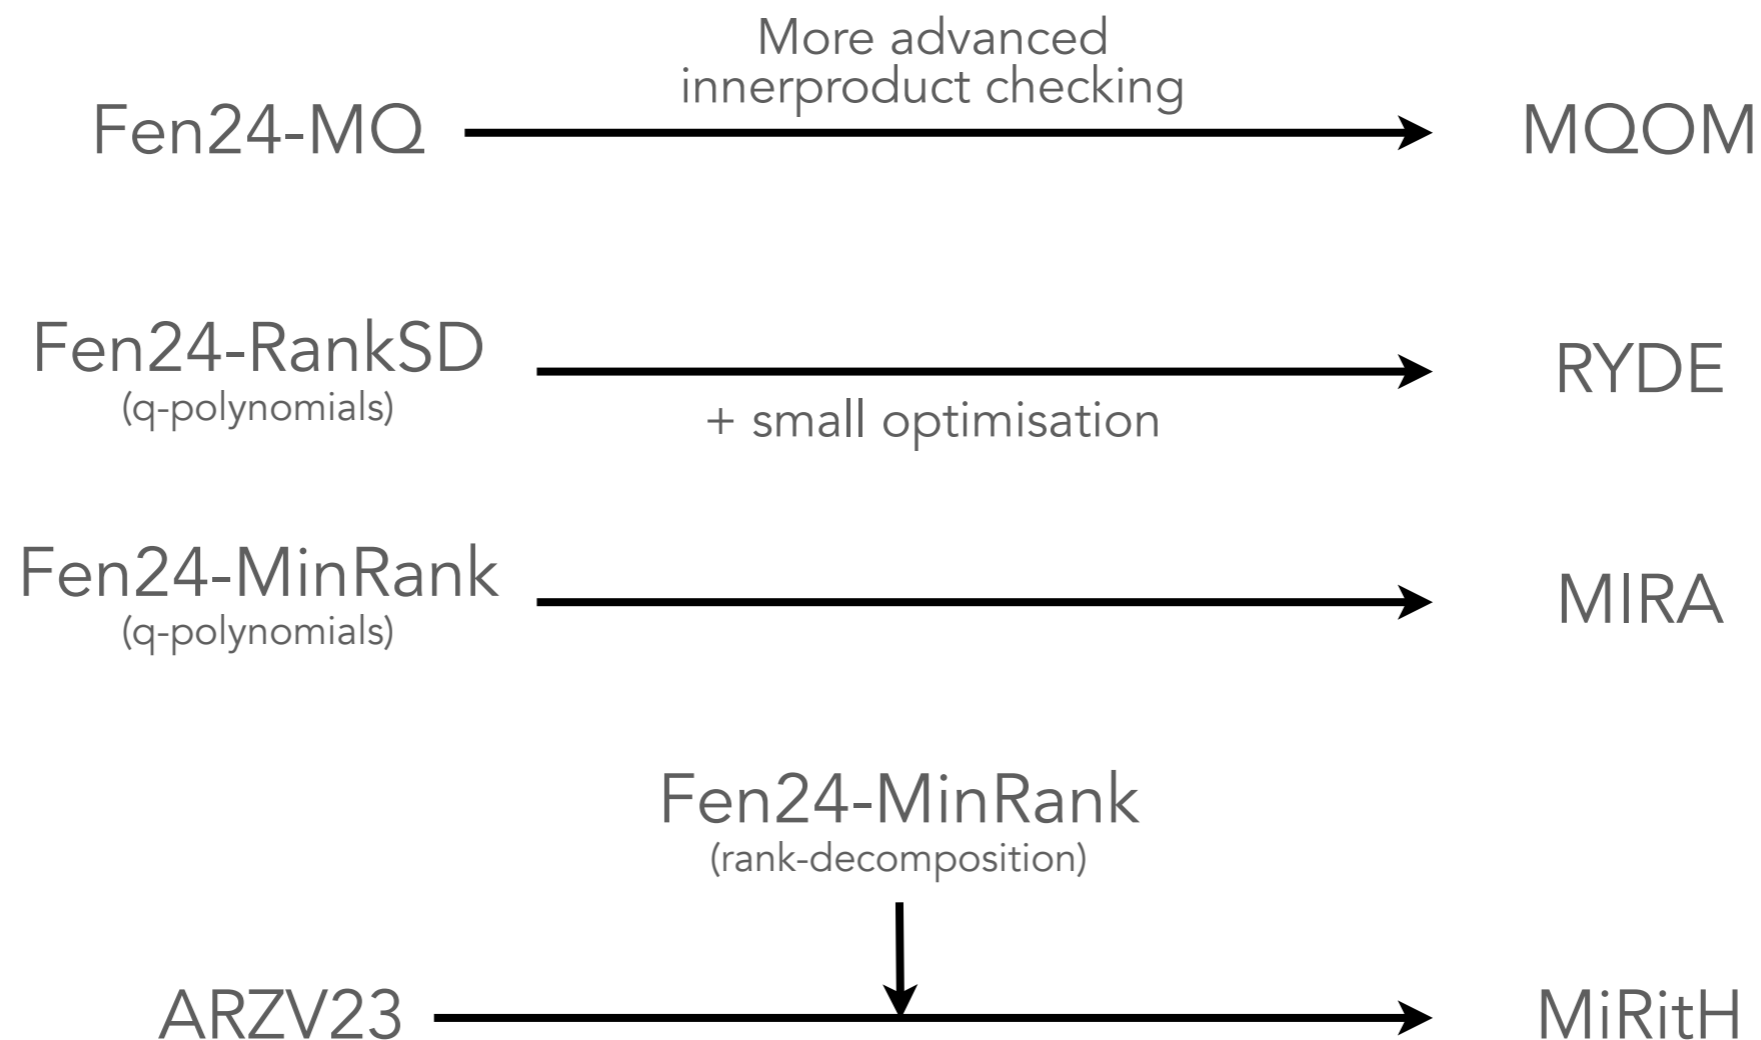 More advanced
innerproduct checking
Fen24-MQ
MQOM
Fen24-RankSD
(q-polynomials)
+ small optimisation
RYDE
Fen24-MinRank
(q-polynomials)
MIRA
Fen24-MinRank
(rank-decomposition)
ARZV23
MiRitH